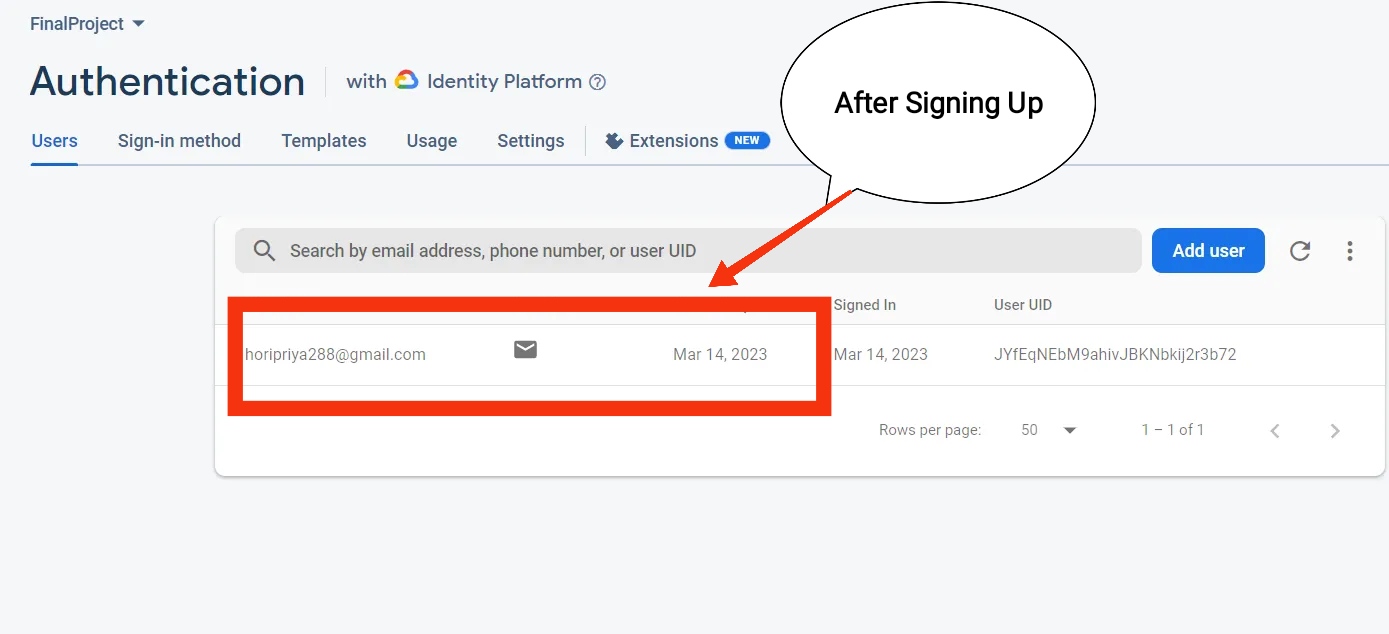 FinalProject
Authentication with Identity Platform
After Signing Up
Users Sign-in method Templates Usage Settings Extensions NEW
Search by email address, phone number, or user UID Add user
Signed In User UID
horipriya288@gmail.com Mar 14, 2023 Mar 14, 2023 JYfEqNEbM9ahivJBKNbkij2r3b72
Rows per page: 50 1 – 1 of 1